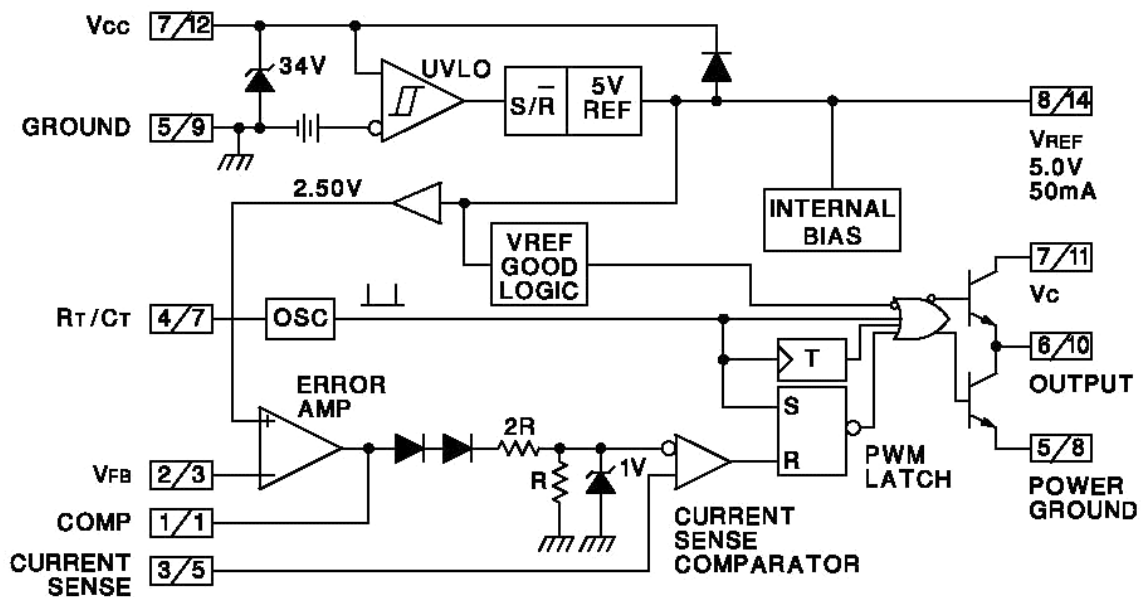 Vcc 7/12
34V
UVLO
S/R̅
5V
REF
8/14
GROUND 5/9
VREF
5.0V
50mA
2.50V
INTERNAL
BIAS
VREF
GOOD
LOGIC
7/11
Vc
RT/CT 4/7
OSC
T
6/10
OUTPUT
ERROR
AMP
S
R
2R
R
1V
PWM
LATCH
5/8
POWER
GROUND
+
−
VFB 2/3
COMP 1/1
CURRENT
SENSE
COMPARATOR
CURRENT
SENSE
3/5